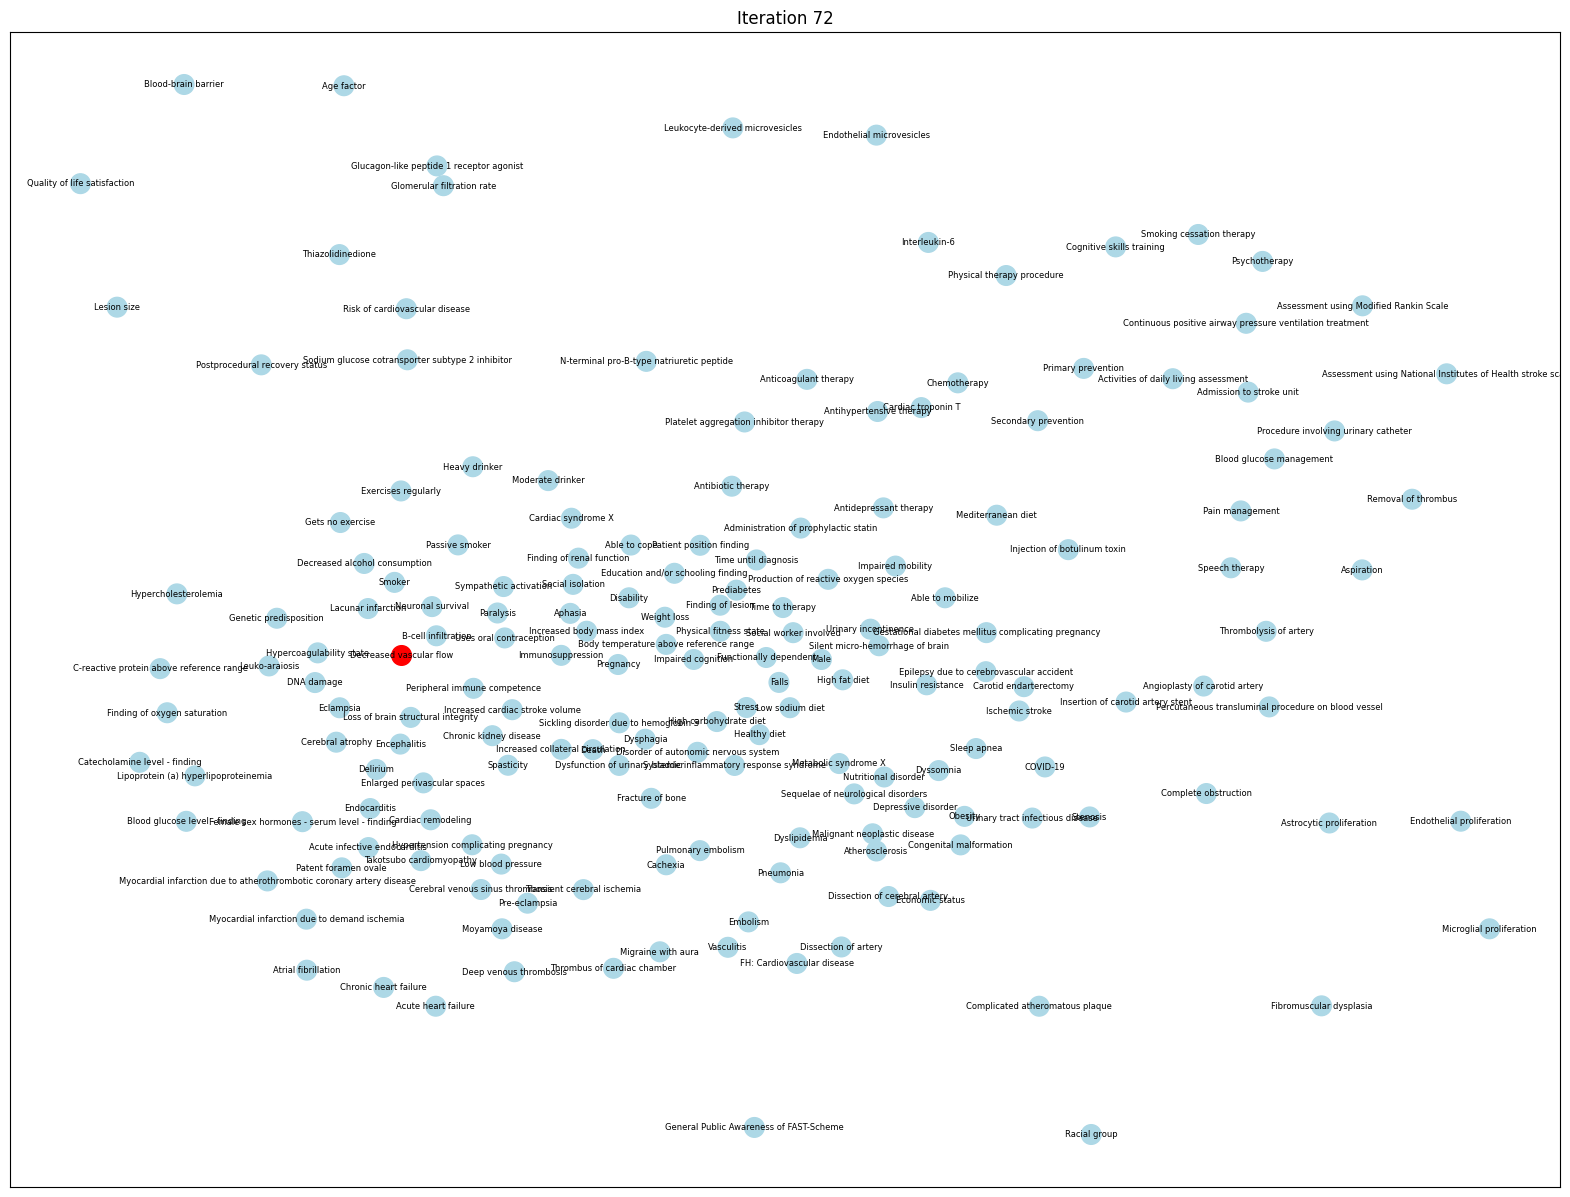 Iteration 72
Blood-brain barrier
Age factor
Leukocyte-derived microvesicles
Endothelial microvesicles
Glucagon-like peptide 1 receptor agonist
Quality of life satisfaction
Glomerular filtration rate
Smoking cessation therapy
Interleukin-6
Cognitive skills training
Thiazolidinedione
Psychotherapy
Physical therapy procedure
Lesion size
Assessment using Modified Rankin Scale
Risk of cardiovascular disease
Continuous positive airway pressure ventilation treatment
Sodium glucose cotransporter subtype 2 inhibitor
N-terminal pro-B-type natriuretic peptide
Postprocedural recovery status
Primary prevention
Assessment using National Institutes of Health stroke sc
Anticoagulant therapy
Activities of daily living assessment
Chemotherapy
Admission to stroke unit
Cardiac troponin T
Antihypertensive therapy
Platelet aggregation inhibitor therapy
Secondary prevention
Procedure involving urinary catheter
Blood glucose management
Heavy drinker
Moderate drinker
Antibiotic therapy
Exercises regularly
Removal of thrombus
Antidepressant therapy
Pain management
Mediterranean diet
Cardiac syndrome X
Gets no exercise
Administration of prophylactic statin
Passive smoker
Able to cope
Patient position finding
Injection of botulinum toxin
Finding of renal function
Time until diagnosis
Decreased alcohol consumption
Impaired mobility
Speech therapy
Aspiration
Education and/or schooling finding
Production of reactive oxygen species
Smoker
Social isolation
Sympathetic activation
Prediabetes
Hypercholesterolemia
Disability
Able to mobilize
Finding of lesion
Neuronal survival
Lacunar infarction
Time to therapy
Paralysis
Aphasia
Weight loss
Genetic predisposition
Urinary incontinence
Increased body mass index
Physical fitness state
Thrombolysis of artery
Social worker involved
Gestational diabetes mellitus complicating pregnancy
B-cell infiltration
Uses oral contraception
Body temperature above reference range
Silent micro-hemorrhage of brain
Hypercoagulability state
Decreased vascular flow
Immunosuppression
Functionally dependent
Impaired cognition
Male
Pregnancy
Leuko-araiosis
C-reactive protein above reference range
Epilepsy due to cerebrovascular accident
High fat diet
DNA damage
Falls
Insulin resistance
Carotid endarterectomy
Angioplasty of carotid artery
Peripheral immune competence
Insertion of carotid artery stent
Eclampsia
Stress
Low sodium diet
Percutaneous transluminal procedure on blood vessel
Increased cardiac stroke volume
Ischemic stroke
Finding of oxygen saturation
Loss of brain structural integrity
High carbohydrate diet
Sickling disorder due to hemoglobin S
Healthy diet
Chronic kidney disease
Dysphagia
Cerebral atrophy
Encephalitis
Sleep apnea
Increased collateral circulation
Death
Disorder of autonomic nervous system
Catecholamine level - finding
Metabolic syndrome X
Spasticity
Dysfunction of urinary bladder
Systemic inflammatory response syndrome
COVID-19
Delirium
Dyssomnia
Lipoprotein (a) hyperlipoproteinemia
Nutritional disorder
Enlarged perivascular spaces
Sequelae of neurological disorders
Complete obstruction
Fracture of bone
Endocarditis
Depressive disorder
Obesity
Urinary tract infectious disease
Stenosis
Cardiac remodeling
Blood glucose level - finding
Female sex hormones - serum level - finding
Endothelial proliferation
Astrocytic proliferation
Malignant neoplastic disease
Dyslipidemia
Hypertension complicating pregnancy
Congenital malformation
Acute infective endocarditis
Pulmonary embolism
Atherosclerosis
Takotsubo cardiomyopathy
Low blood pressure
Cachexia
Patent foramen ovale
Pneumonia
Myocardial infarction due to atherothrombotic coronary artery disease
Cerebral venous sinus thrombosis
Transient cerebral ischemia
Dissection of cerebral artery
Economic status
Pre-eclampsia
Myocardial infarction due to demand ischemia
Embolism
Moyamoya disease
Microglial proliferation
Vasculitis
Dissection of artery
Migraine with aura
FH: Cardiovascular disease
Thrombus of cardiac chamber
Atrial fibrillation
Deep venous thrombosis
Chronic heart failure
Acute heart failure
Complicated atheromatous plaque
Fibromuscular dysplasia
General Public Awareness of FAST-Scheme
Racial group